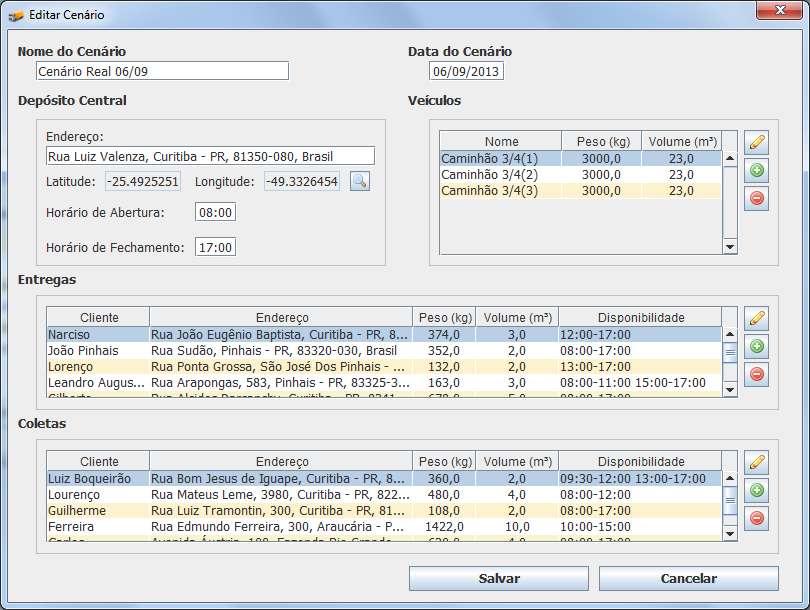 Editar Cenário
Nome do Cenário
Cenário Real 06/09
Data do Cenário
06/09/2013
Depósito Central
Endereço:
Rua Luiz Valenza, Curitiba - PR, 81350-080, Brasil
Latitude: -25.4925251 Longitude: -49.3326454
Horário de Abertura: 08:00
Horário de Fechamento: 17:00
Veículos
Nome Peso (kg) Volume (m³)
Caminhão 3/4(1) 3000,0 23,0
Caminhão 3/4(2) 3000,0 23,0
Caminhão 3/4(3) 3000,0 23,0
Entregas
Cliente Endereço Peso (kg) Volume (m³) Disponibilidade
Narciso Rua João Eugênio Baptista, Curitiba - PR, 8... 374,0 3,0 12:00-17:00
João Pinhais Rua Sudão, Pinhais - PR, 83320-030, Brasil 352,0 2,0 08:00-17:00
Lorenço Rua Ponta Grossa, São José Dos Pinhais - ... 132,0 2,0 13:00-17:00
Leandro Augus... Rua Arapongas, 583, Pinhais - PR, 83325-3... 163,0 3,0 08:00-11:00 15:00-17:00
Coletas
Cliente Endereço Peso (kg) Volume (m³) Disponibilidade
Luiz Boqueirão Rua Bom Jesus de Iguape, Curitiba - PR, 8... 360,0 2,0 09:30-12:00 13:00-17:00
Lourenço Rua Mateus Leme, 3980, Curitiba - PR, 822... 480,0 4,0 08:00-12:00
Guilherme Rua Luiz Tramontin, 300, Curitiba - PR, 81... 108,0 2,0 08:00-17:00
Ferreira Rua Edmundo Ferreira, 300, Araucária - P... 1422,0 10,0 10:00-15:00
Salvar
Cancelar